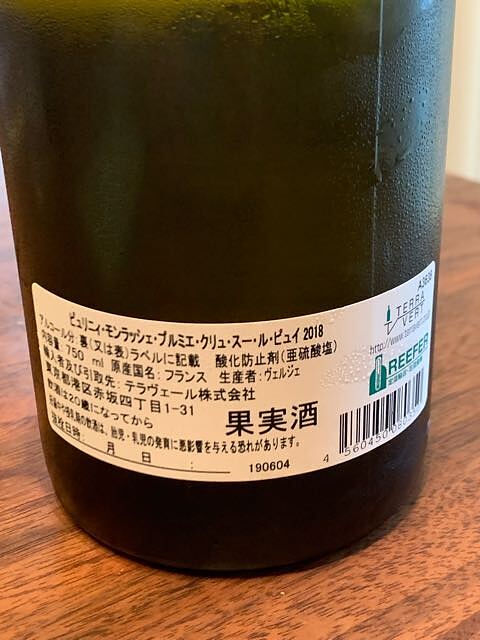 ピュリニィ・モンラッシェ・プルミエ・クリュ・スー・ル・ピュイ 2018
アルコール分:裏(又は表)ラベルに記載 酸化防止剤(亜硫酸塩)
内容量:750 ml 原産国名:フランス 生産者:ヴェルジェ
輸入者及び引取先:テラヴェール株式会社
東京都港区赤坂四丁目1-31
飲酒は20歳になってから
妊娠中や授乳期の飲酒は、胎児・乳児の発育に悪影響を与える恐れがあります。
月 日
果実酒
190604
A3638
TERRA
VERT
http://www.terravert
REEFER
4 560450